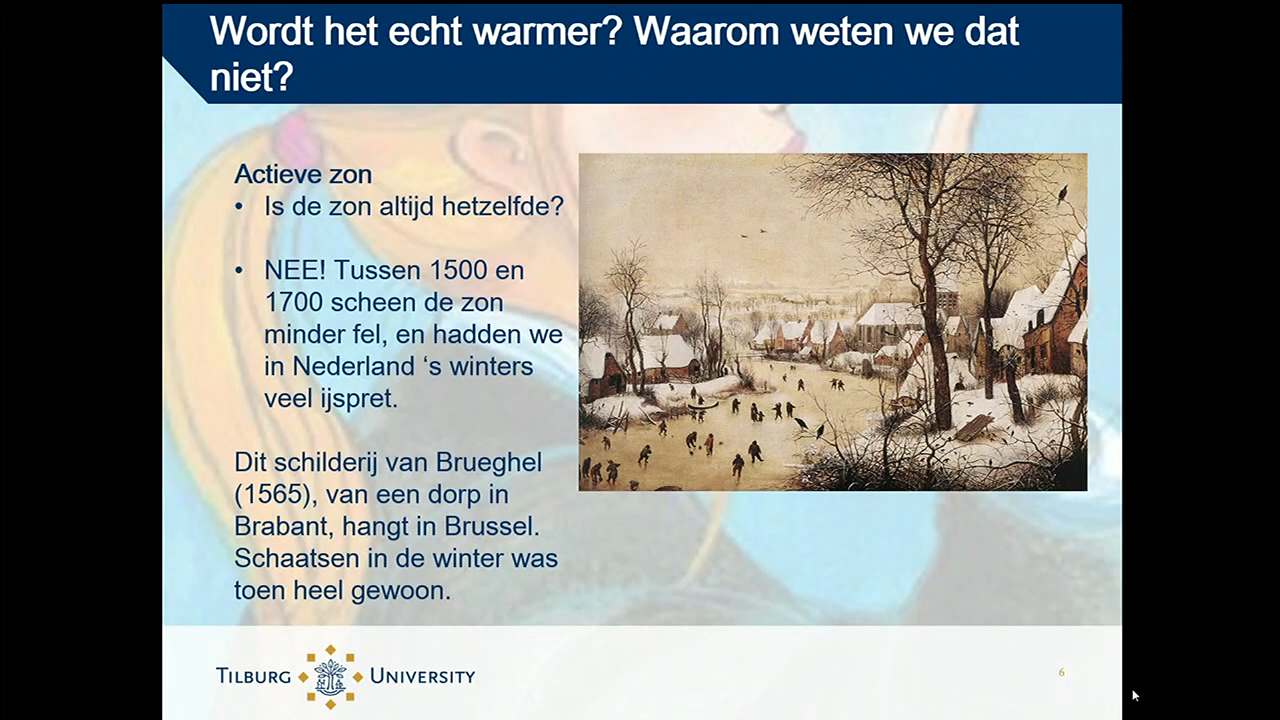 Wordt het echt warmer? Waarom weten we dat
niet?
Actieve zon
• Is de zon altijd hetzelfde?
• NEE! Tussen 1500 en
1700 scheen de zon
minder fel, en hadden we
in Nederland ‘s winters
veel ijspret.
Dit schilderij van Brueghel
(1565), van een dorp in
Brabant, hangt in Brussel.
Schaatsen in de winter was
toen heel gewoon.
TILBURG UNIVERSITY
6